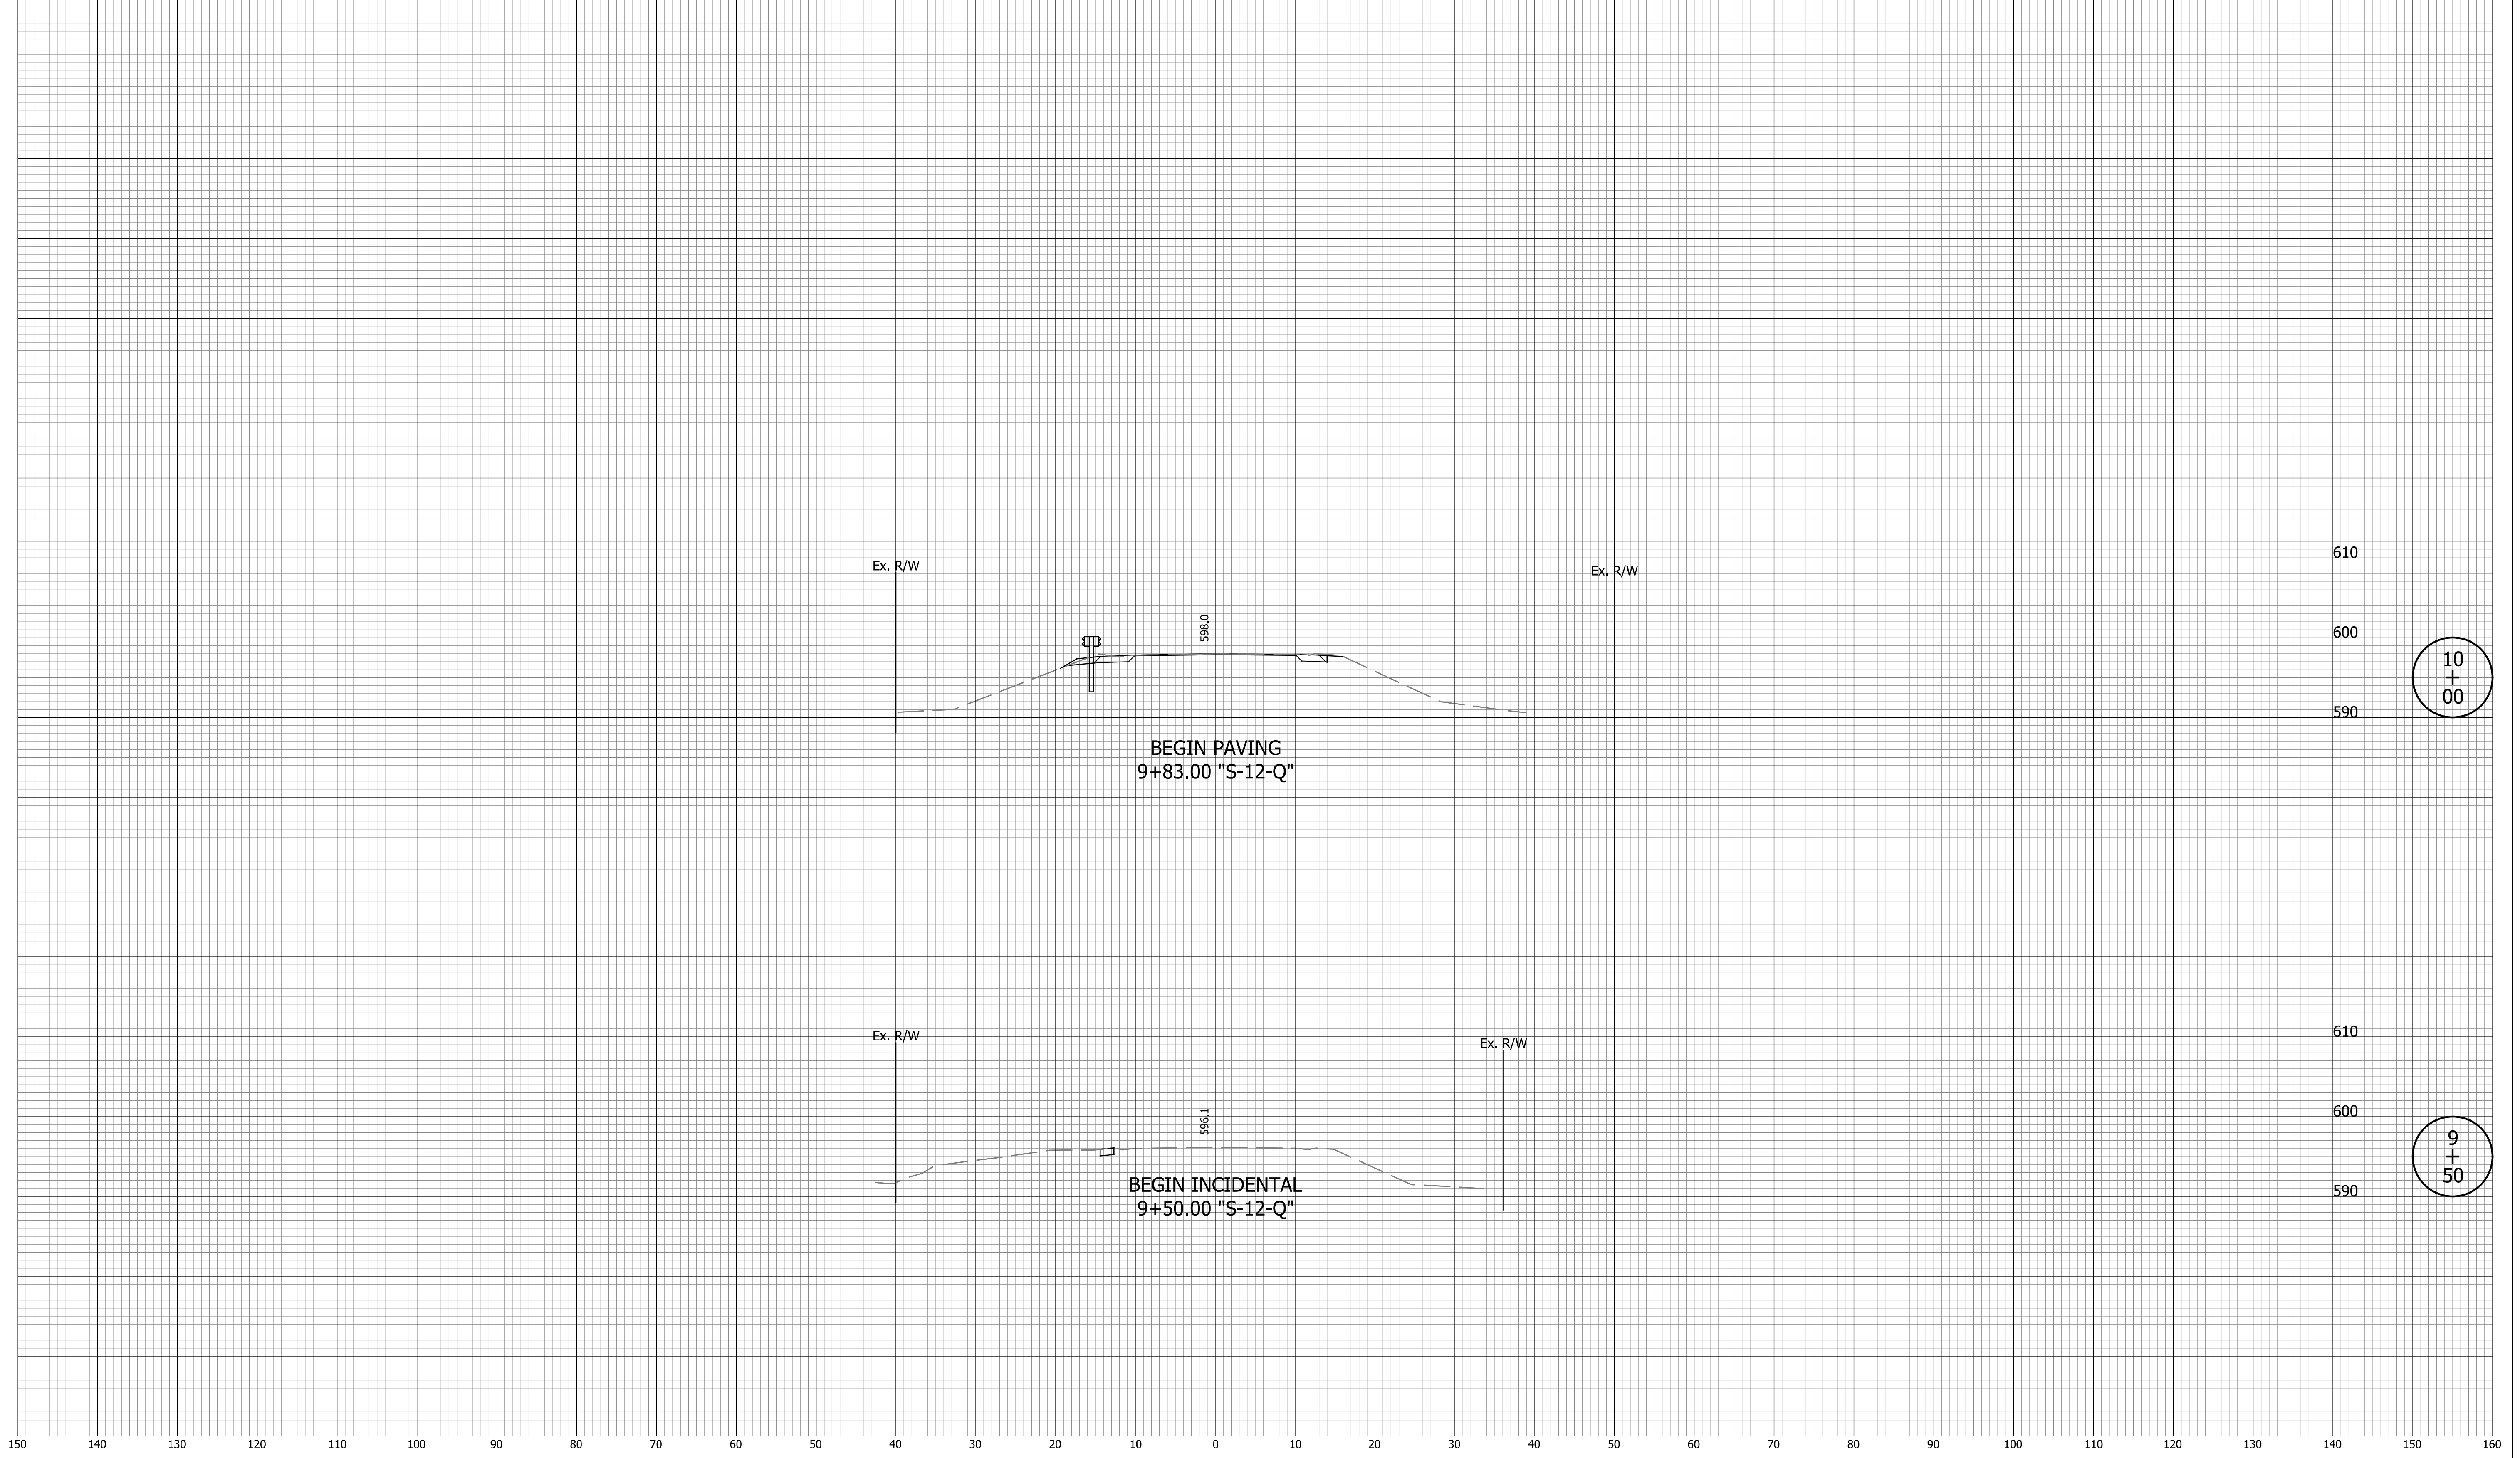 Ex. R/W
Ex. R/W
610
598.0
600
10
+
00
590
BEGIN PAVING
9+83.00 "S-12-Q"
Ex. R/W
Ex. R/W
610
596.1
600
9
+
50
590
BEGIN INCIDENTAL
9+50.00 "S-12-Q"
150 140 130 120 110 100 90 80 70 60 50 40 30 20 10 0 10 20 30 40 50 60 70 80 90 100 110 120 130 140 150 160